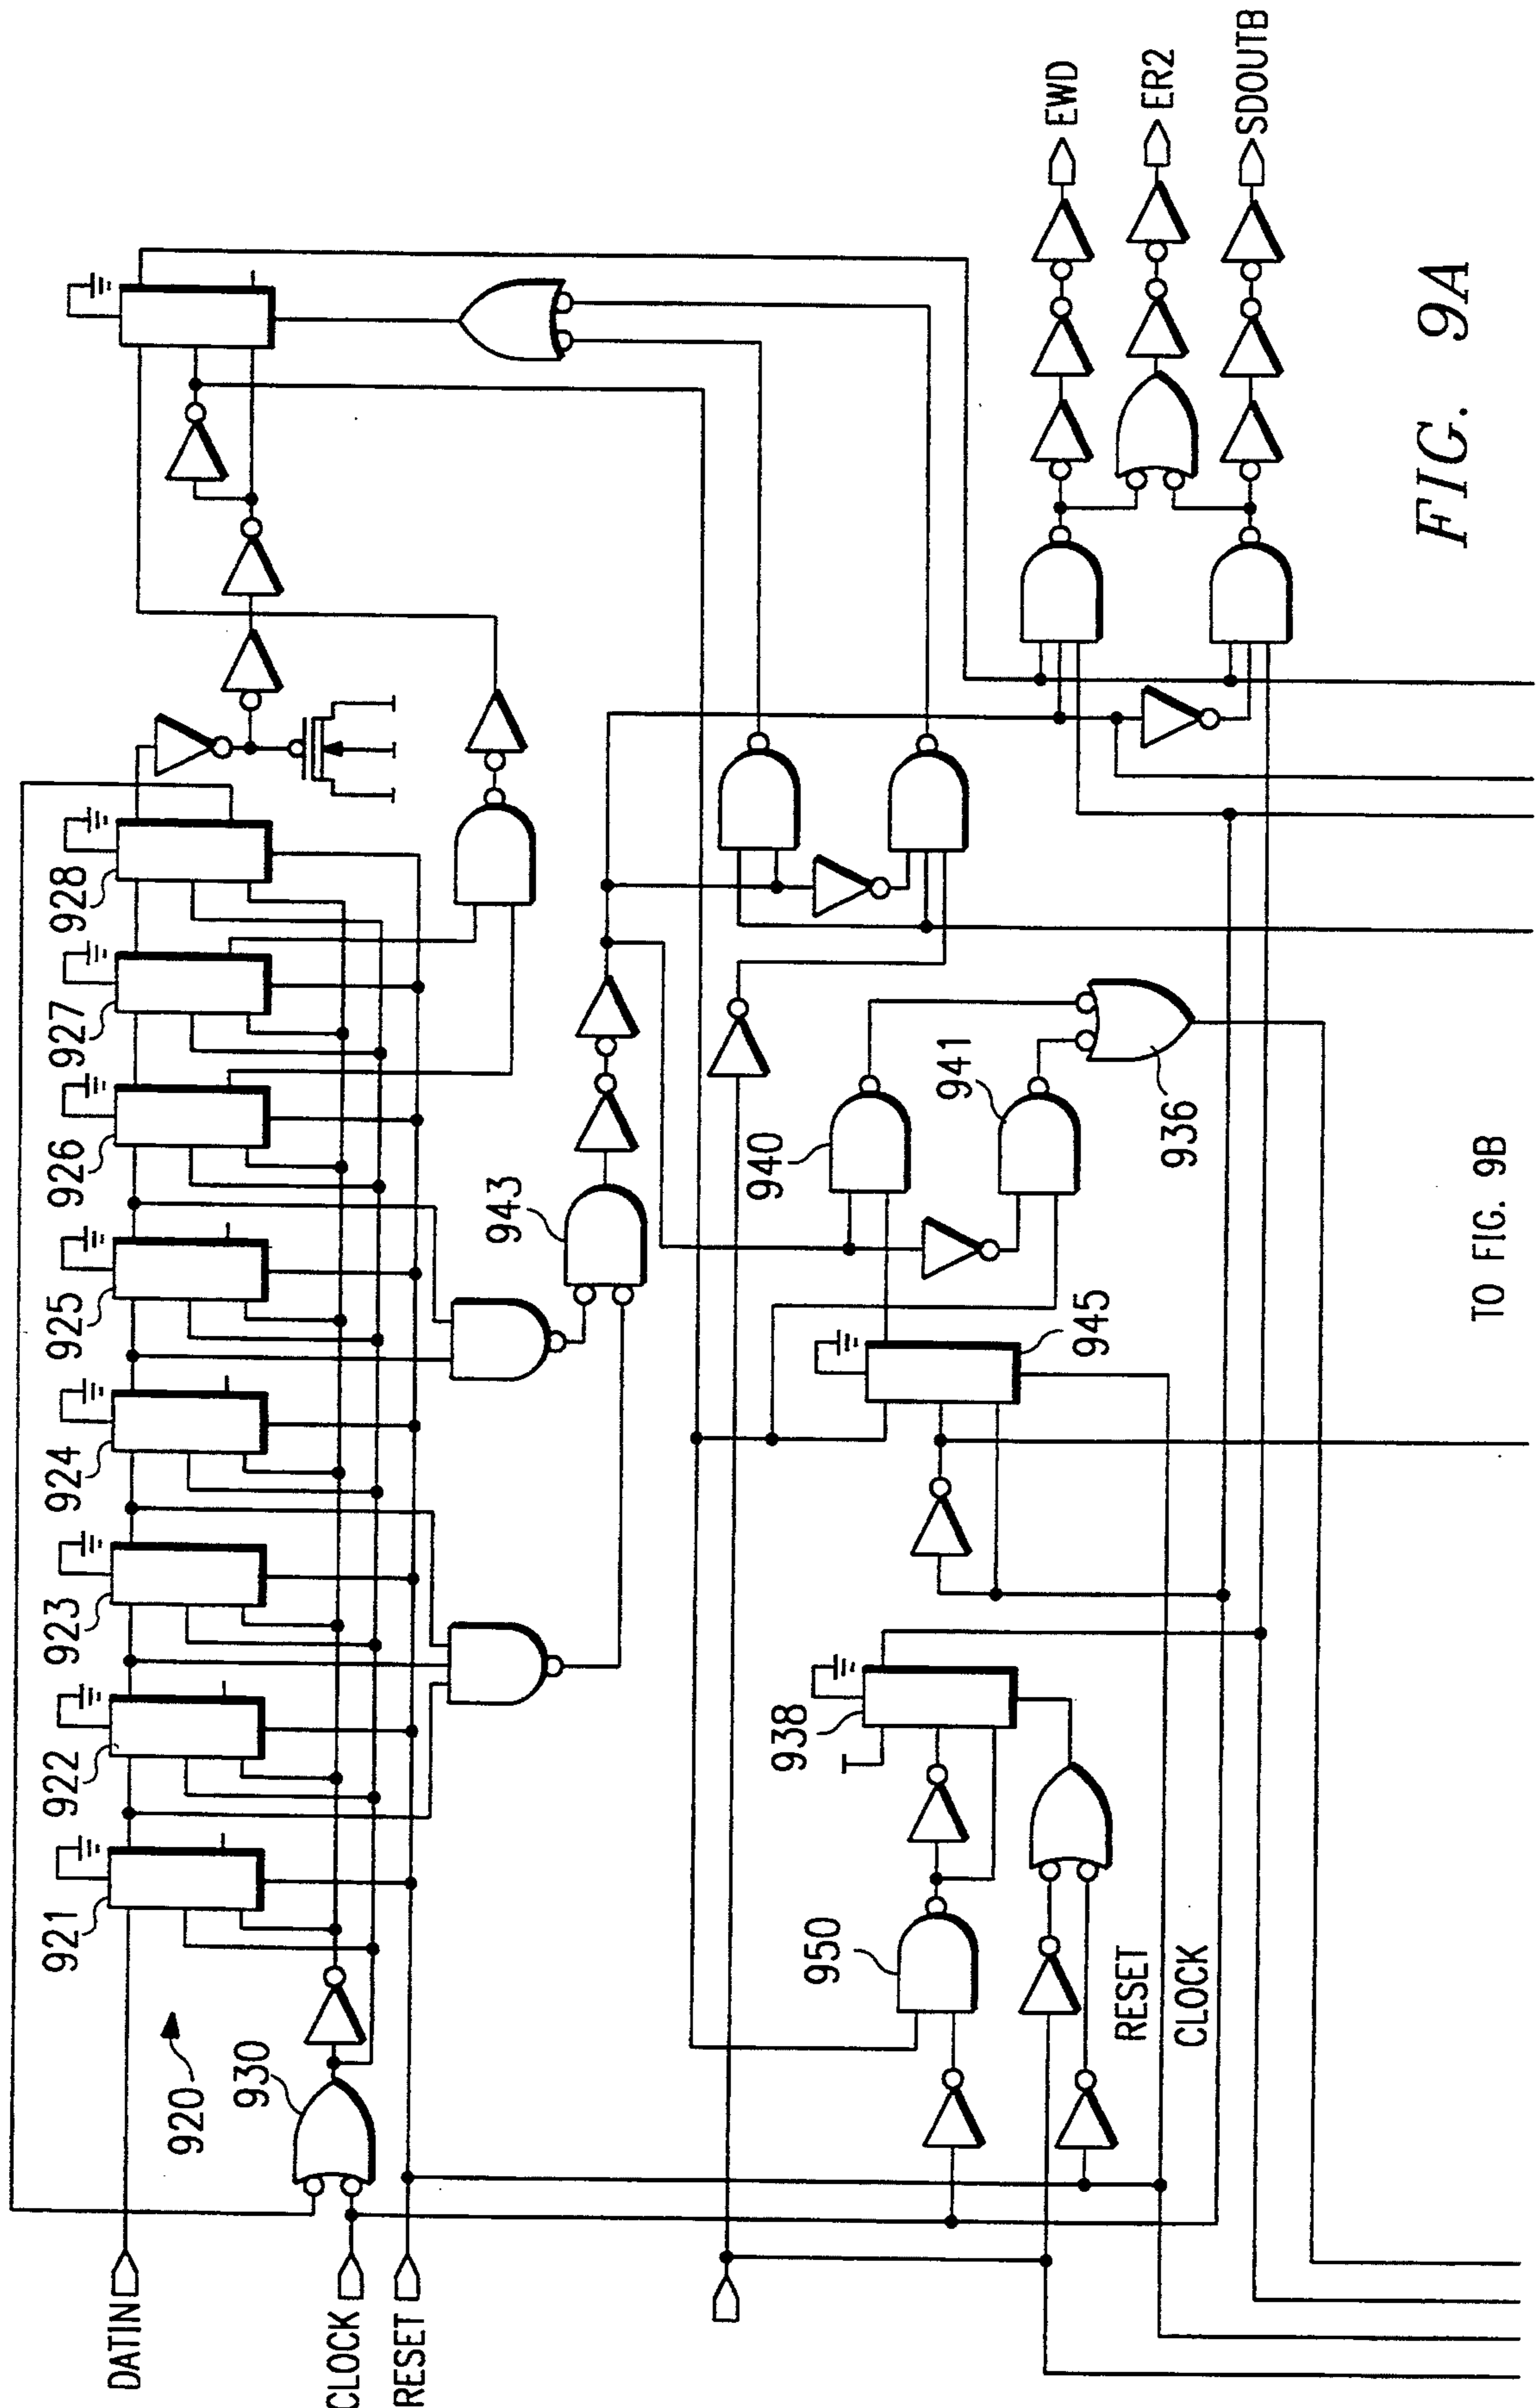 920
921
922
923
924
925
926
927
928
DATIN
CLOCK
RESET
930
943
EWD
ER2
SDOUTB
950
938
945
940
941
936
RESET
CLOCK
TO FIG. 9B
FIG. 9A